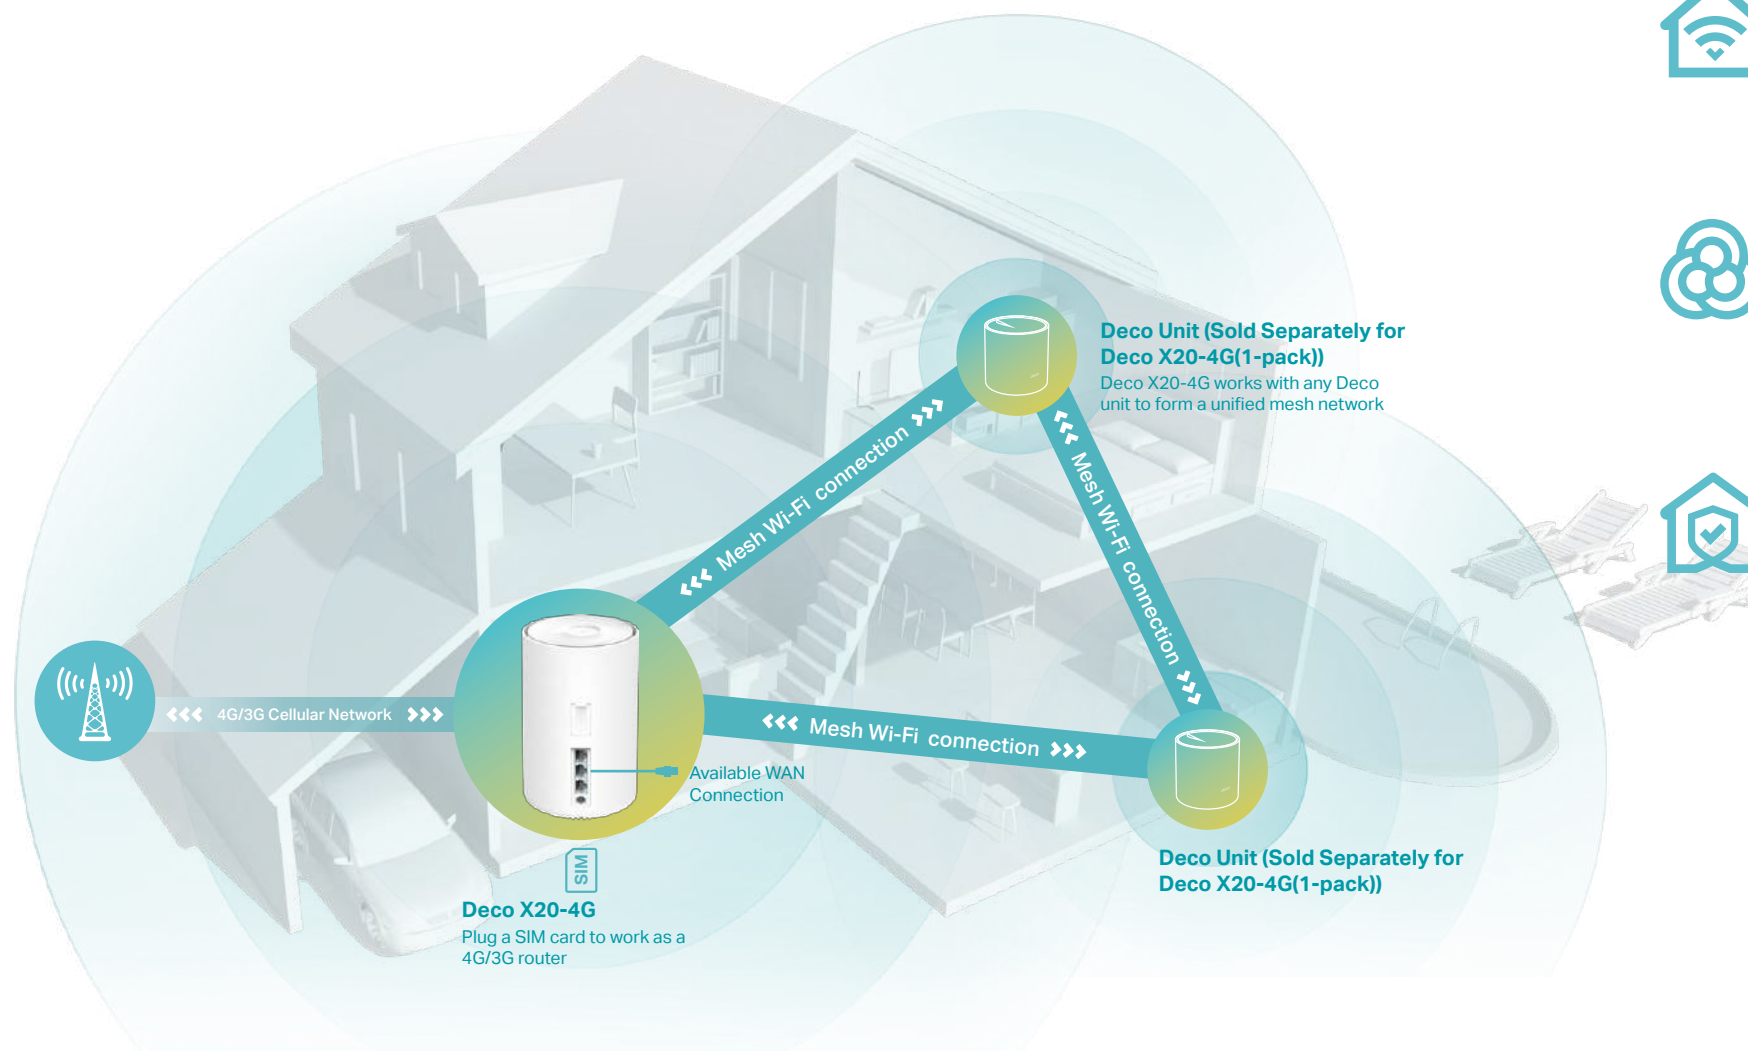 Deco Unit (Sold Separately for
Deco X20-4G(1-pack))
Deco X20-4G works with any Deco
unit to form a unified mesh network
Mesh Wi-Fi connection
Mesh Wi-Fi connection
4G/3G Cellular Network
Mesh Wi-Fi connection
Available WAN
Connection
SIM
Deco X20-4G
Plug a SIM card to work as a
4G/3G router
Deco Unit (Sold Separately for
Deco X20-4G(1-pack))